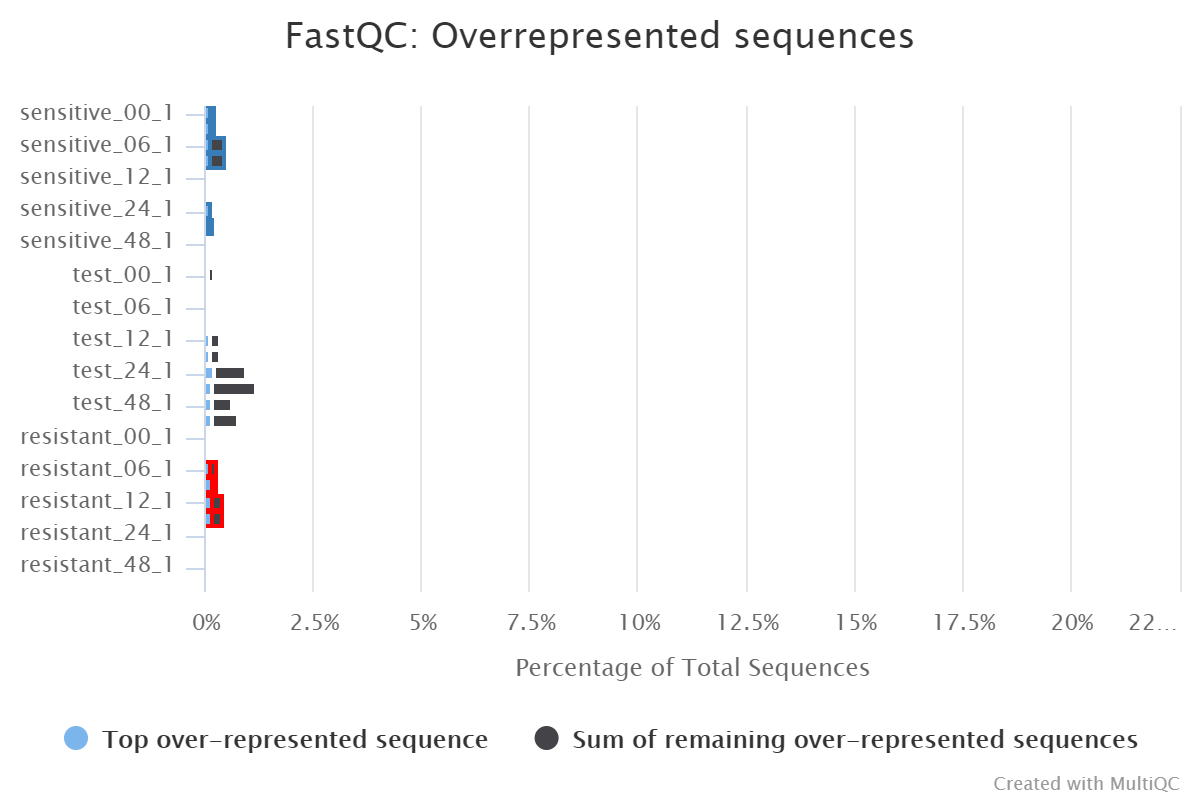 FastQC: Overrepresented sequences
sensitive_00_1
sensitive_06_1
sensitive_12_1
sensitive_24_1
sensitive_48_1
test_00_1
test_06_1
test_12_1
test_24_1
test_48_1
resistant_00_1
resistant_06_1
resistant_12_1
resistant_24_1
resistant_48_1
0% 2.5% 5% 7.5% 10% 12.5% 15% 17.5% 20% 22…
Percentage of Total Sequences
Top over-represented sequence Sum of remaining over-represented sequences
Created with MultiQC